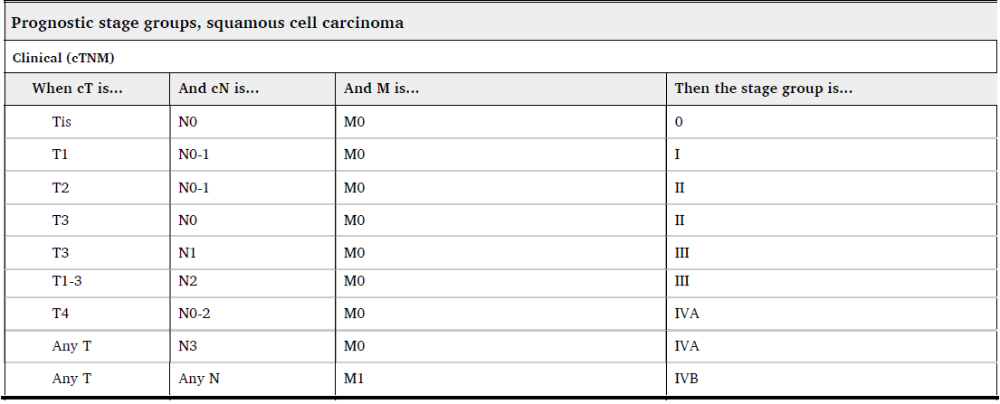 Prognostic stage groups, squamous cell carcinoma
Clinical (cTNM)
When cT is... And cN is... And M is... Then the stage group is...
Tis N0 M0 0
T1 N0-1 M0 I
T2 N0-1 M0 II
T3 N0 M0 II
T3 N1 M0 III
T1-3 N2 M0 III
T4 N0-2 M0 IVA
Any T N3 M0 IVA
Any T Any N M1 IVB